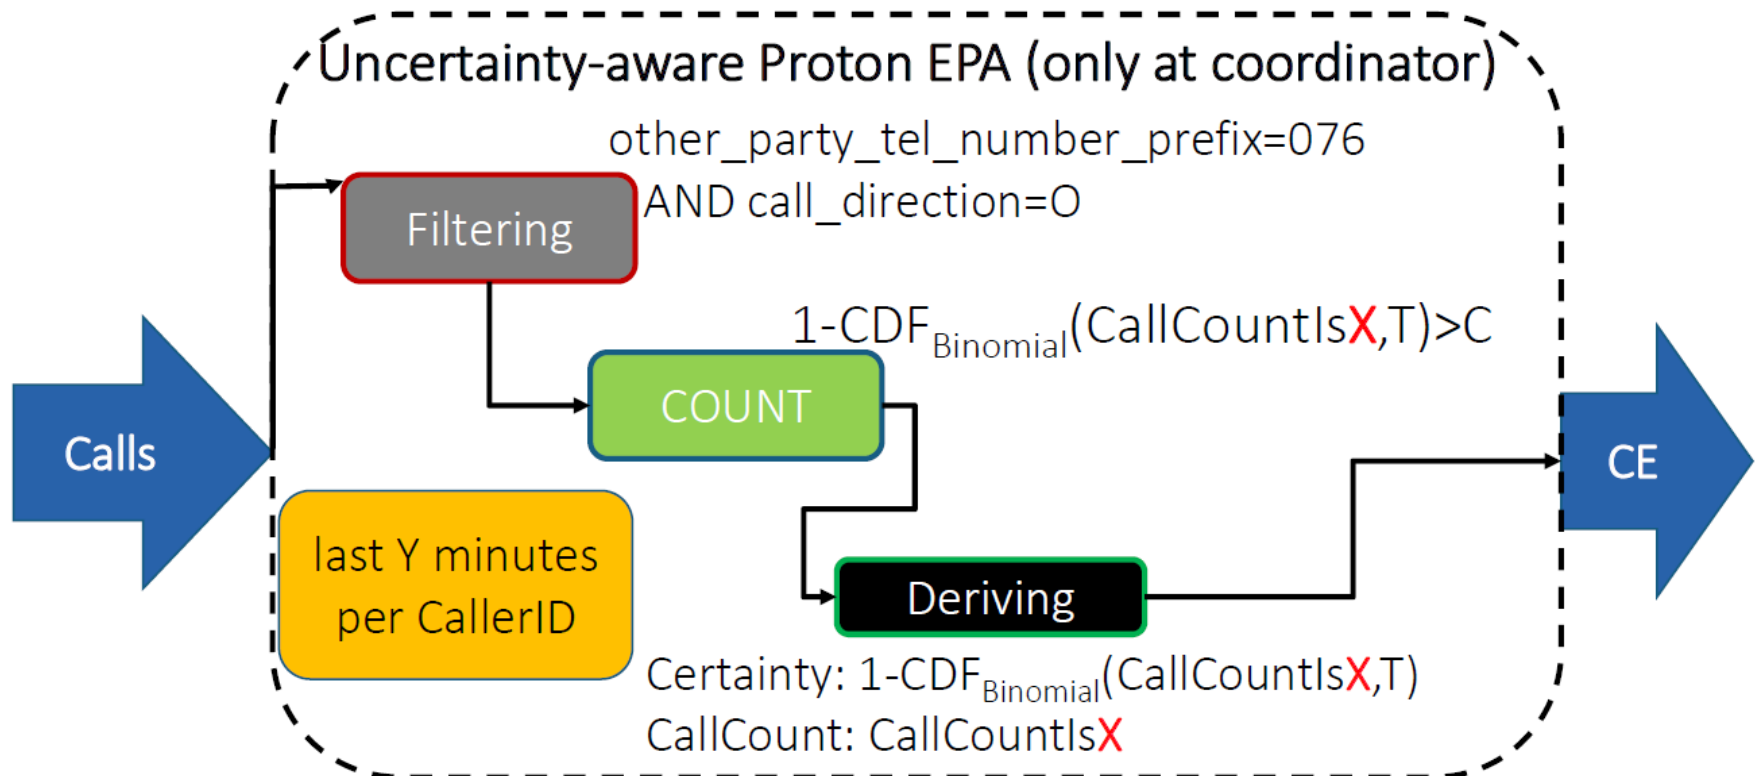 Uncertainty-aware Proton EPA (only at coordinator)
other_party_tel_number_prefix=076
AND call_direction=O
Filtering
1-CDFBinomial(CallCountIsX,T)>C
COUNT
Calls
CE
last Y minutes
per CallerID
Deriving
Certainty: 1-CDFBinomial(CallCountIsX,T)
CallCount: CallCountIsX